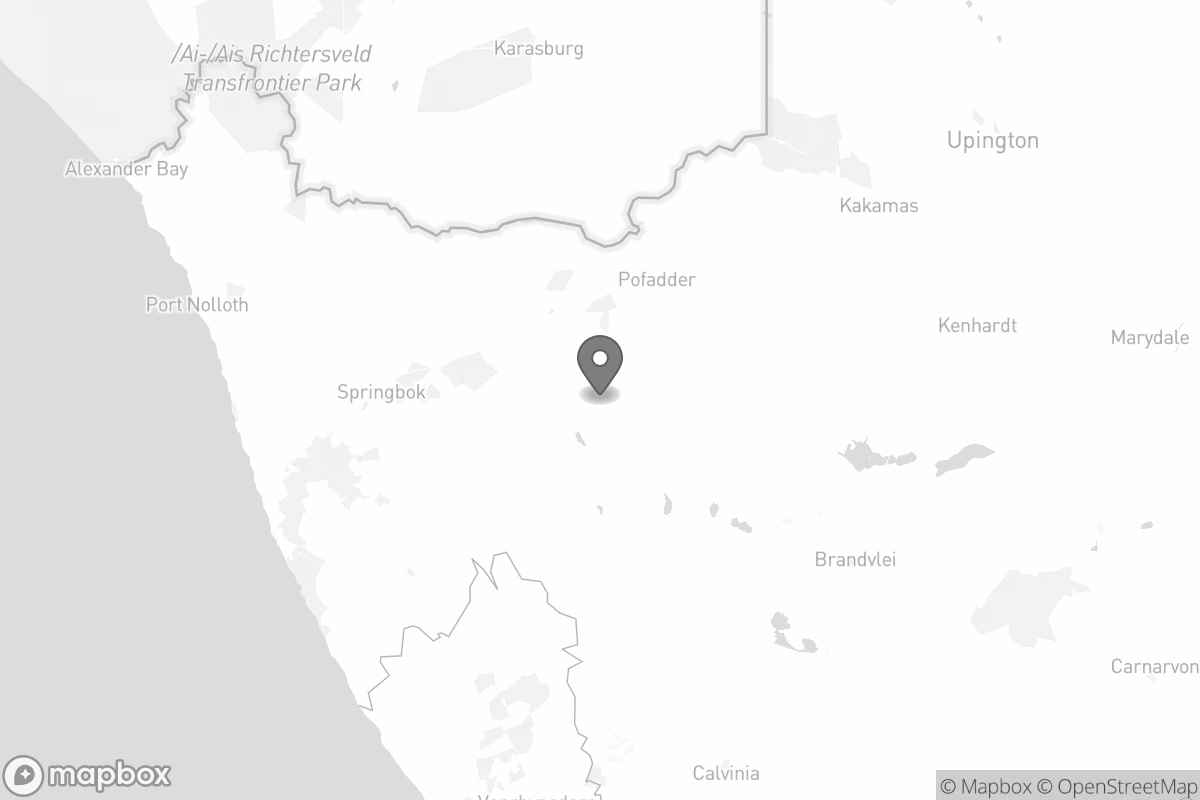 Karasburg
/Ai-/Ais Richtersveld
Transfrontier Park
Upington
Alexander Bay
Kakamas
Pofadder
Port Nolloth
Kenhardt
Marydale
Springbok
Brandvlei
Carnarvon
Calvinia
mapbox
© Mapbox © OpenStreetMap